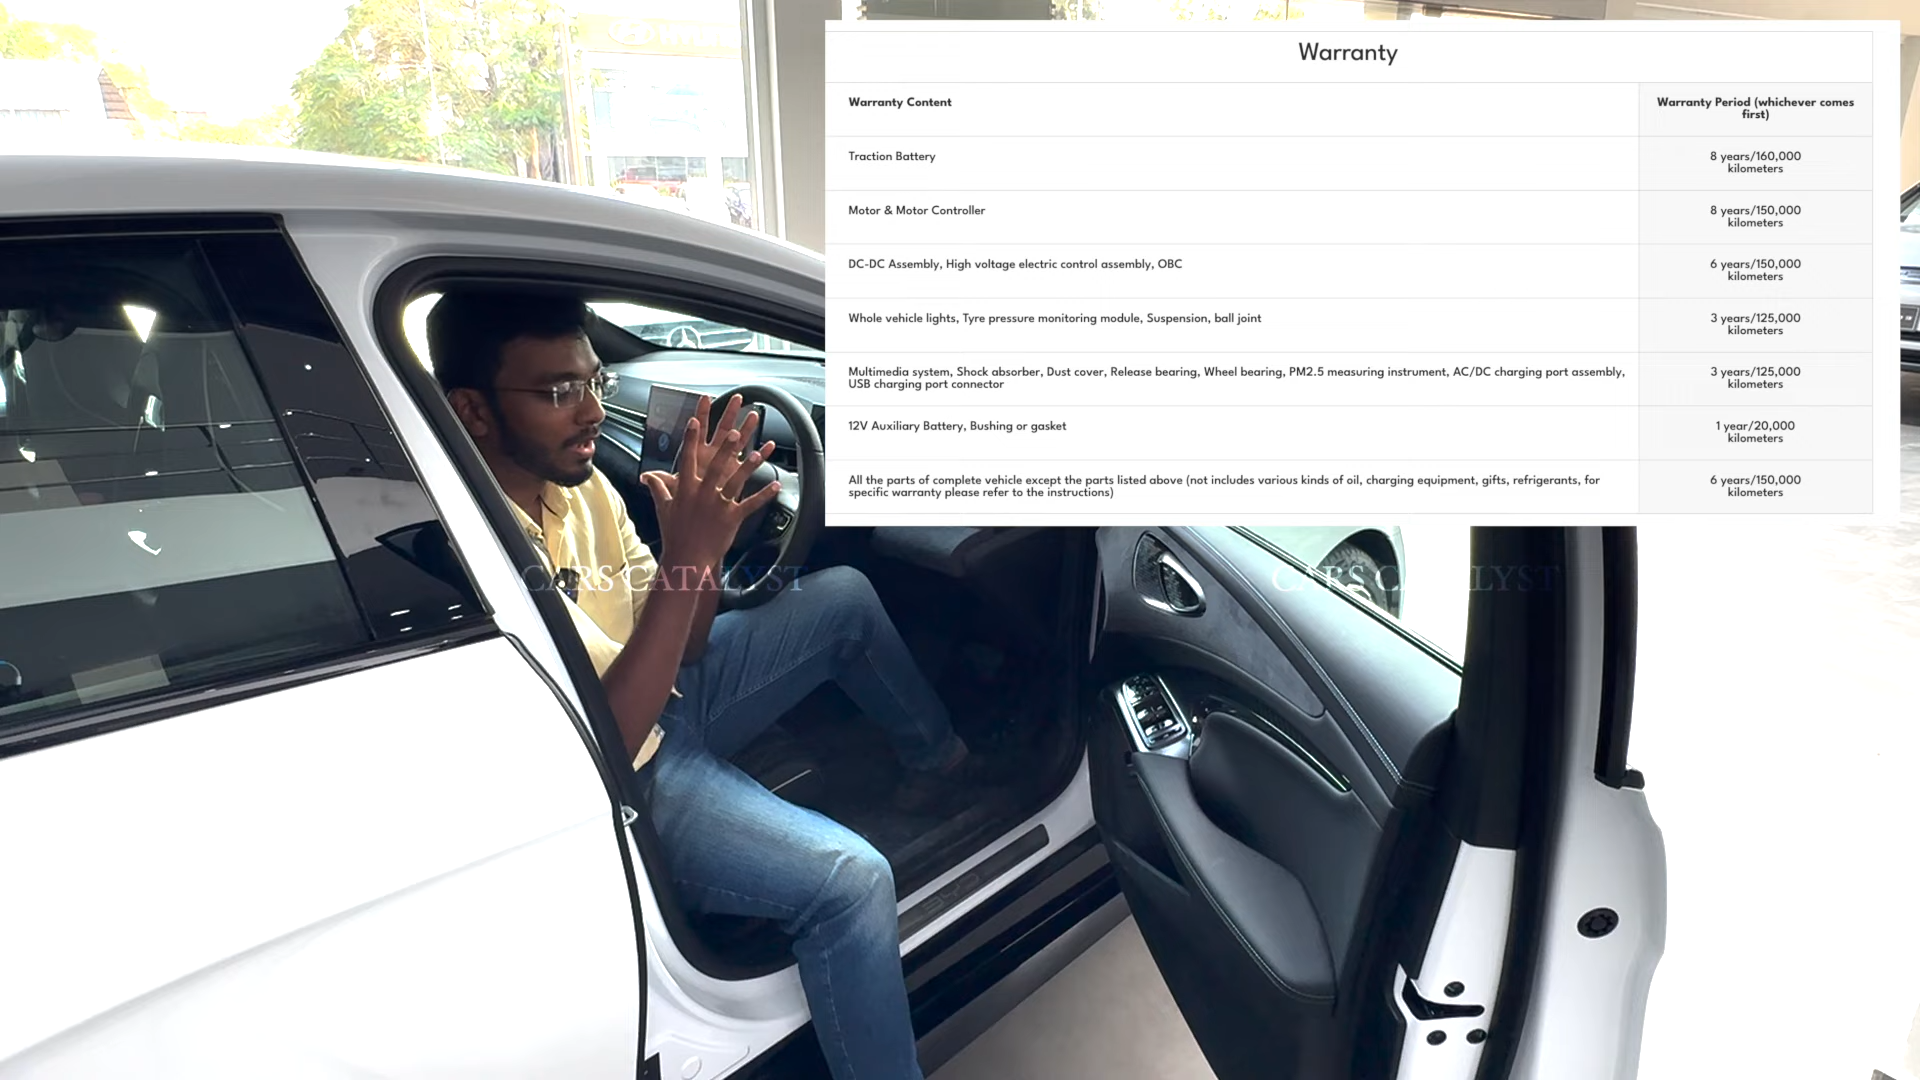 Warranty
Warranty Content
Warranty Period (whichever comes
first)
Traction Battery
8 years/160,000
kilometers
Motor & Motor Controller
8 years/150,000
kilometers
DC-DC Assembly, High voltage electric control assembly, OBC
6 years/150,000
kilometers
Whole vehicle lights, Tyre pressure monitoring module, Suspension, ball joint
3 years/125,000
kilometers
Multimedia system, Shock absorber, Dust cover, Release bearing, Wheel bearing, PM2.5 measuring instrument, AC/DC charging port assembly,
USB charging port connector
3 years/125,000
kilometers
12V Auxiliary Battery, Bushing or gasket
1 year/20,000
kilometers
All the parts of complete vehicle except the parts listed above (not includes various kinds of oil, charging equipment, gifts, refrigerants, for
specific warranty please refer to the instructions)
6 years/150,000
kilometers
CARS CATALYST
CARS CATALYST
BYD